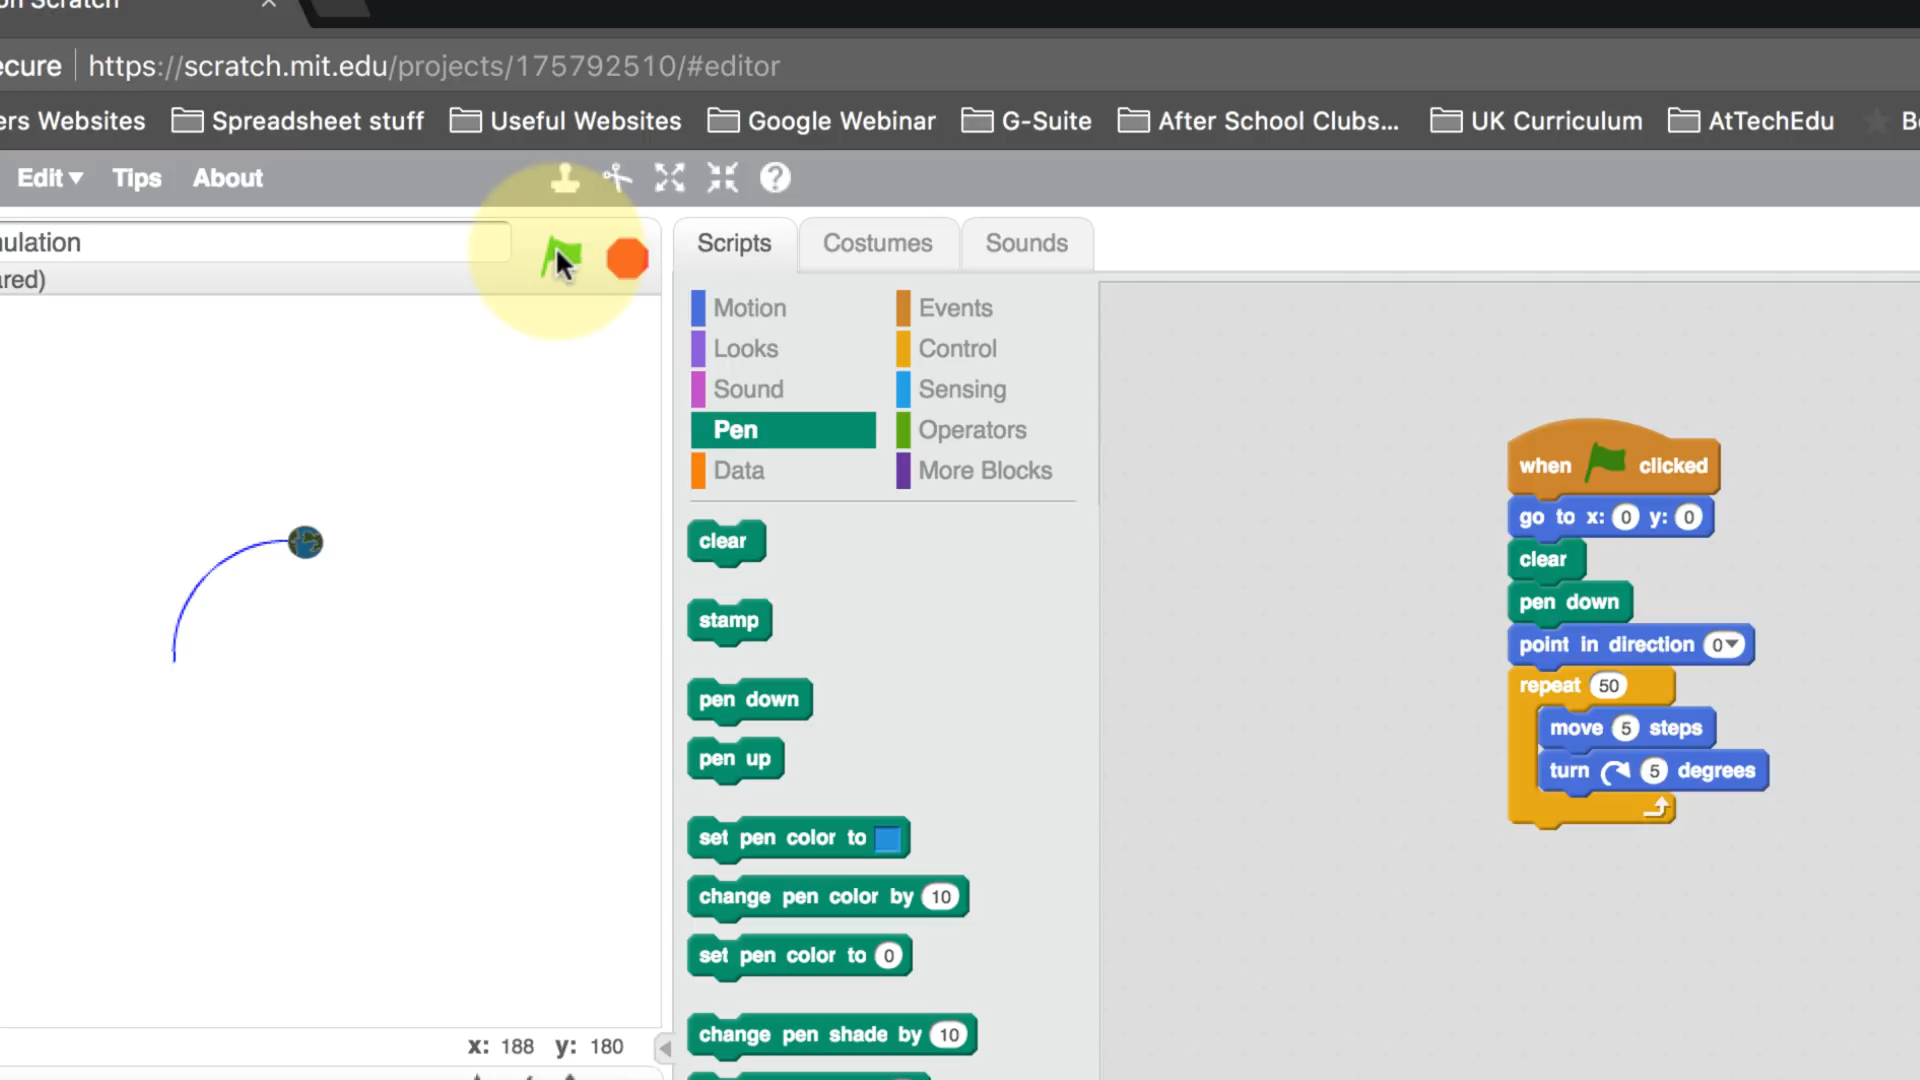 on Scratch
ecure https://scratch.mit.edu/projects/175792510/#editor
ers Websites Spreadsheet stuff Useful Websites Google Webinar G-Suite After School Clubs... UK Curriculum AtTechEdu
Edit Tips About
ulation
ared)
Scripts Costumes Sounds
Motion Events
Looks Control
Sound Sensing
Pen Operators
Data More Blocks
clear
stamp
pen down
pen up
set pen color to
change pen color by 10
set pen color to 0
change pen shade by 10
when clicked
go to x: 0 y: 0
clear
pen down
point in direction 0
repeat 50
move 5 steps
turn 5 degrees
x: 188 y: 180